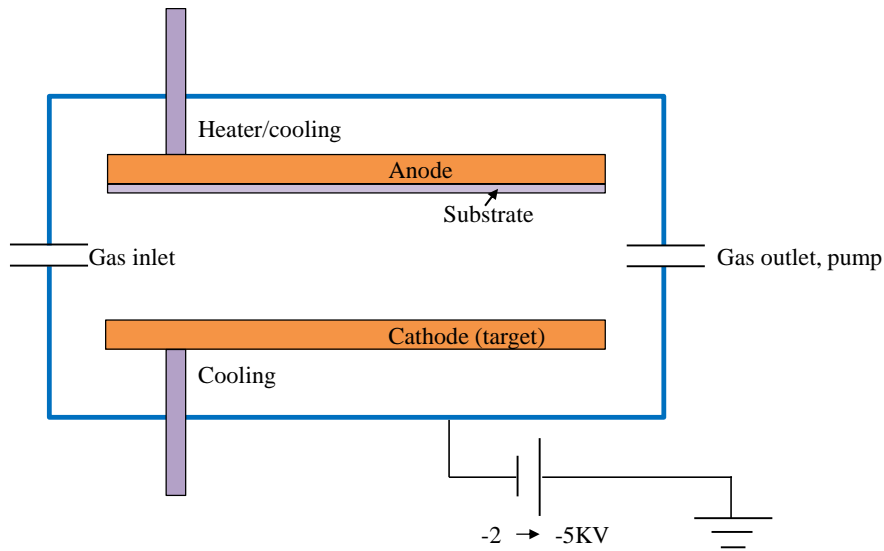 Heater/cooling
Anode
Substrate
Gas inlet
Gas outlet, pump
Cathode (target)
Cooling
-2 → -5KV